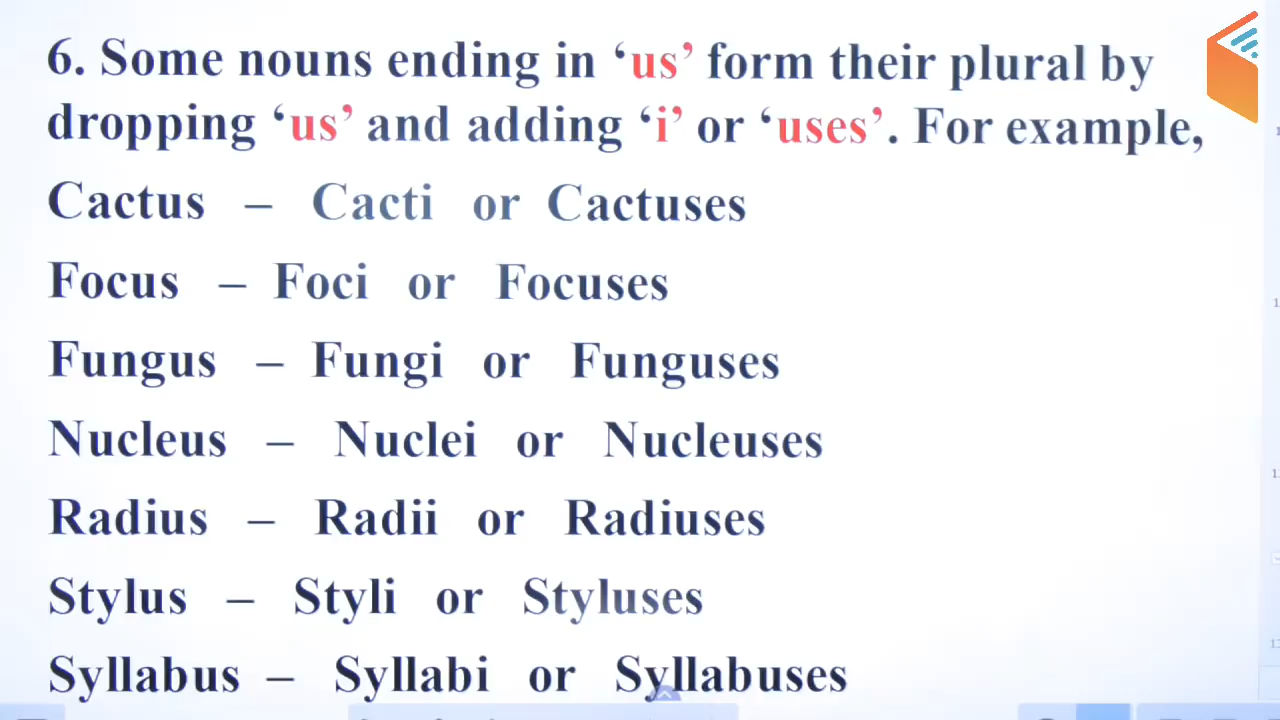 6. Some nouns ending in ‘us’ form their plural by
dropping ‘us’ and adding ‘i’ or ‘uses’. For example,
Cactus – Cacti or Cactuses
Focus – Foci or Focuses
Fungus – Fungi or Funguses
Nucleus – Nuclei or Nucleuses
Radius – Radii or Radiuses
Stylus – Styli or Styluses
Syllabus – Syllabi or Syllabuses